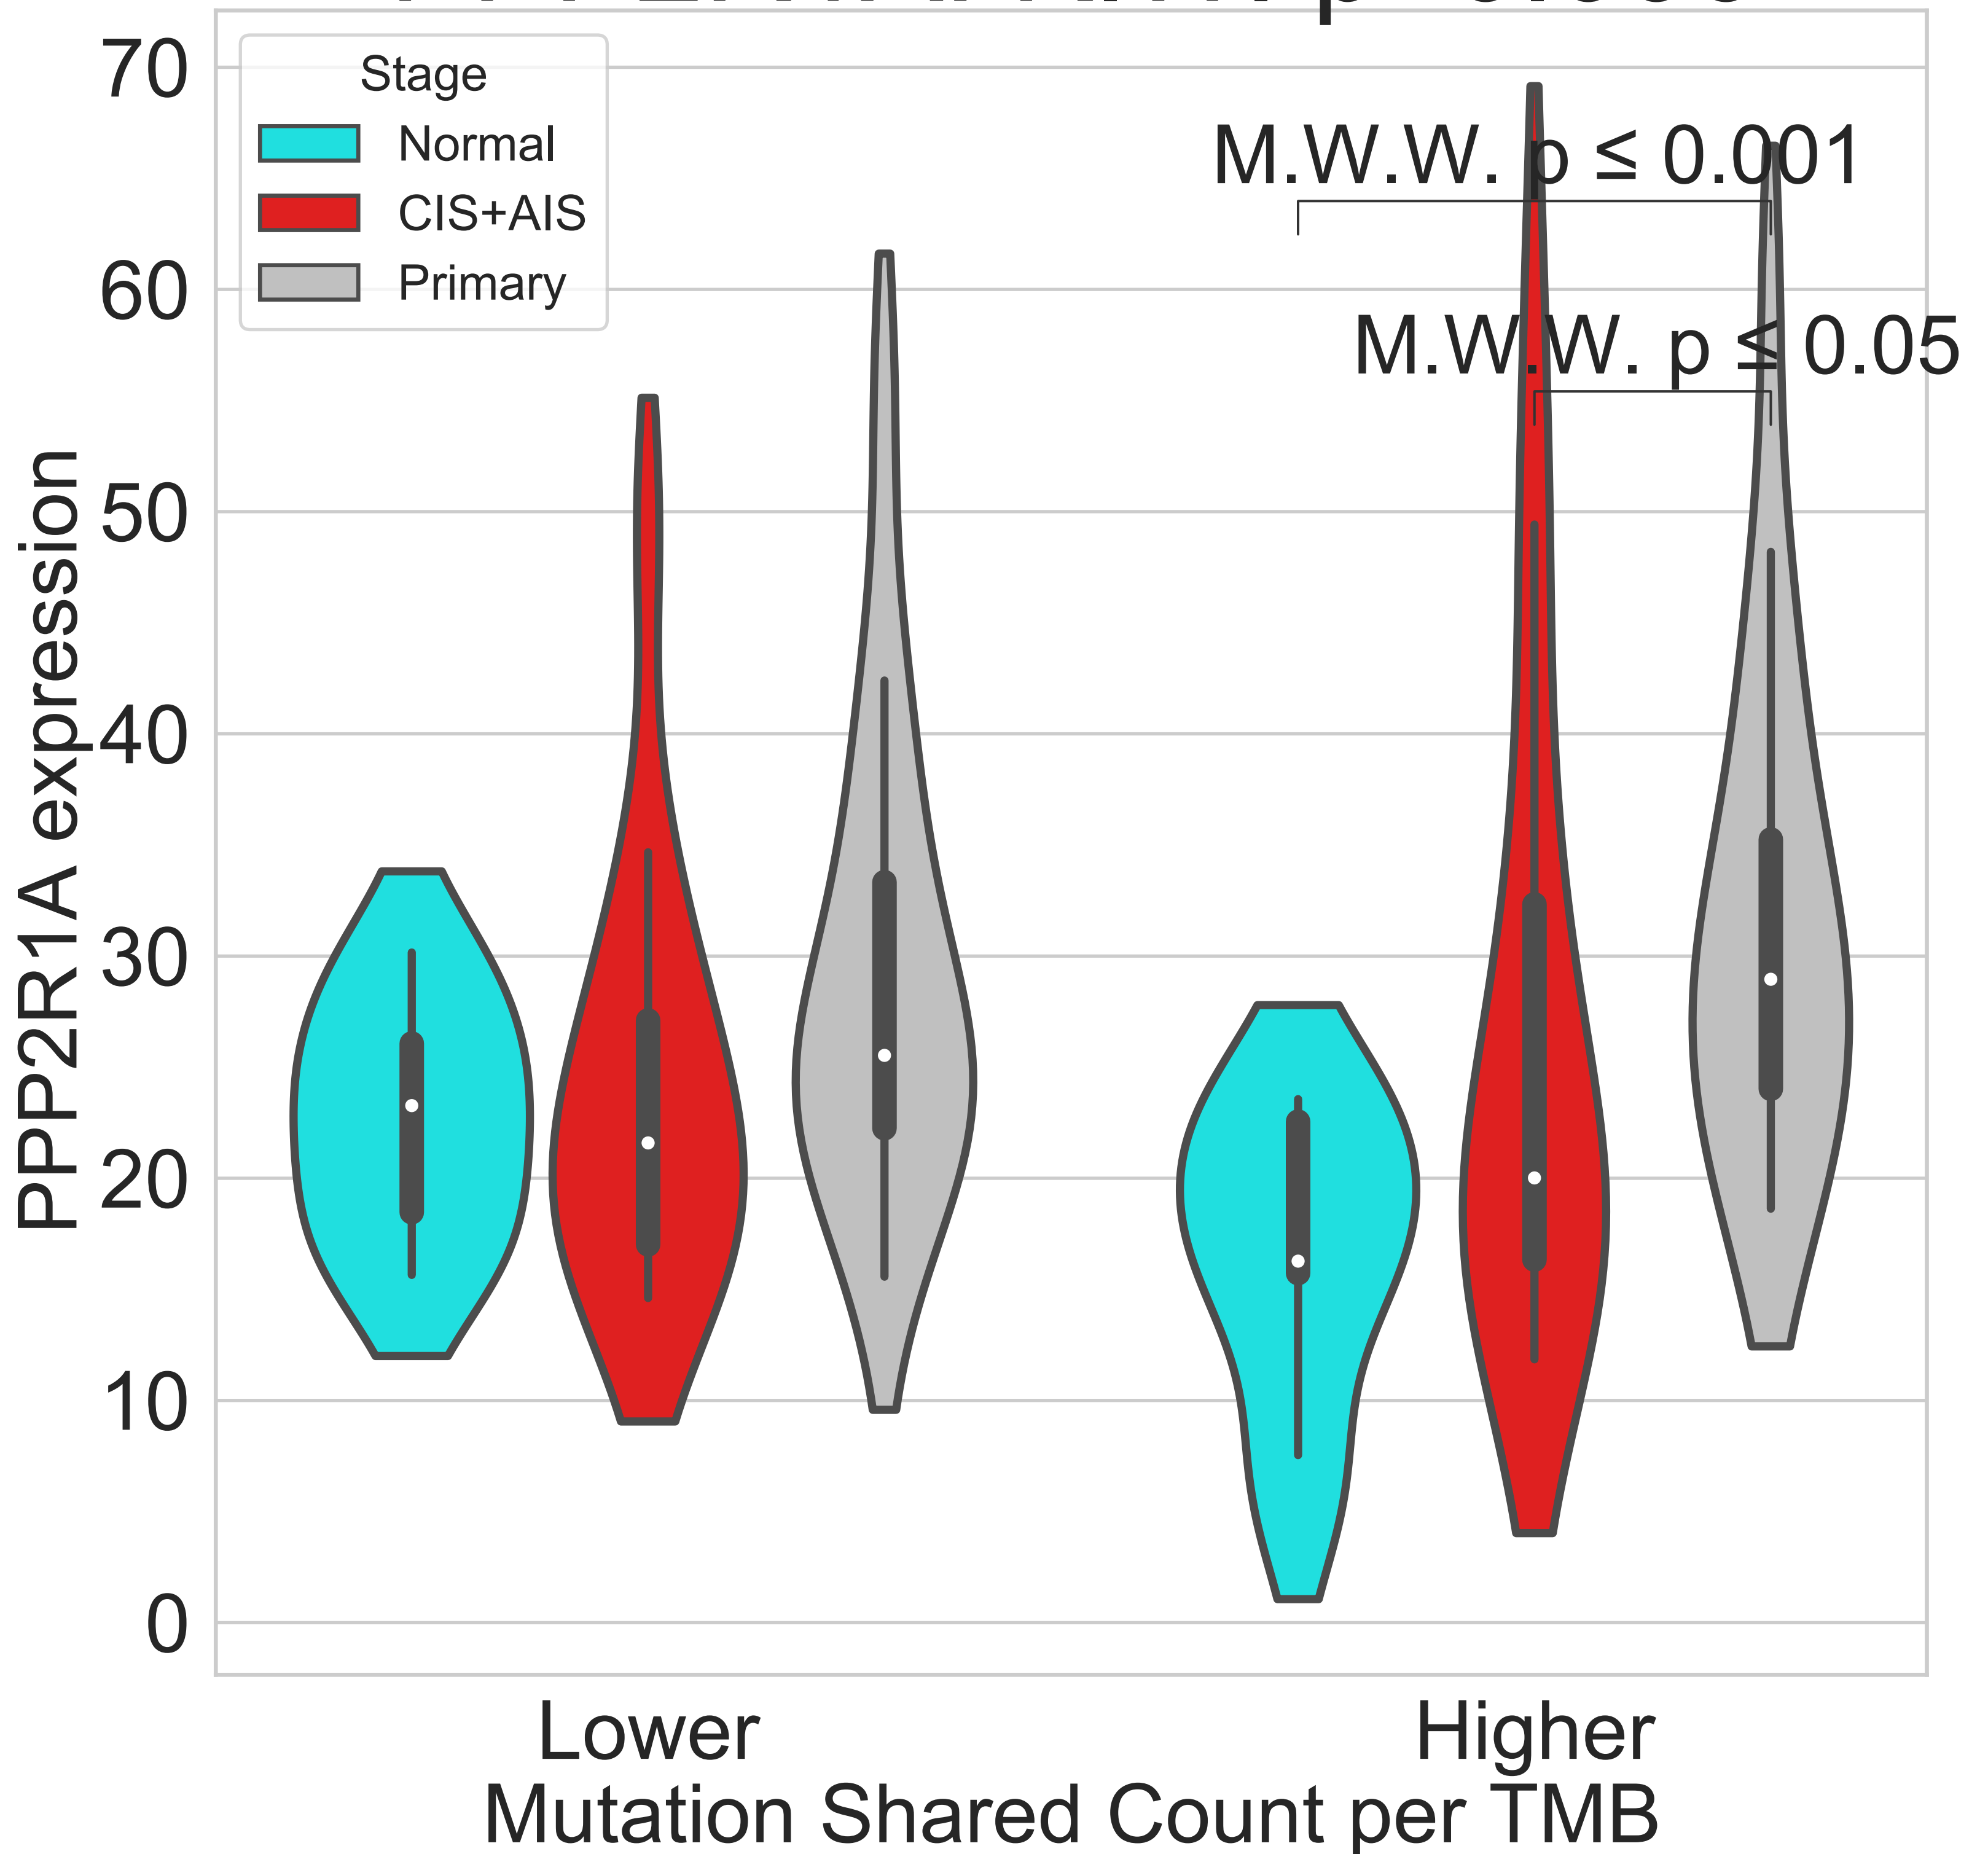 70
60
50
40
30
20
10
0
PPP2R1A expression
Stage
Normal
CIS+AIS
Primary
M.W.W. p ≤ 0.001
M.W.W. p ≤ 0.05
Lower
Higher
Mutation Shared Count per TMB